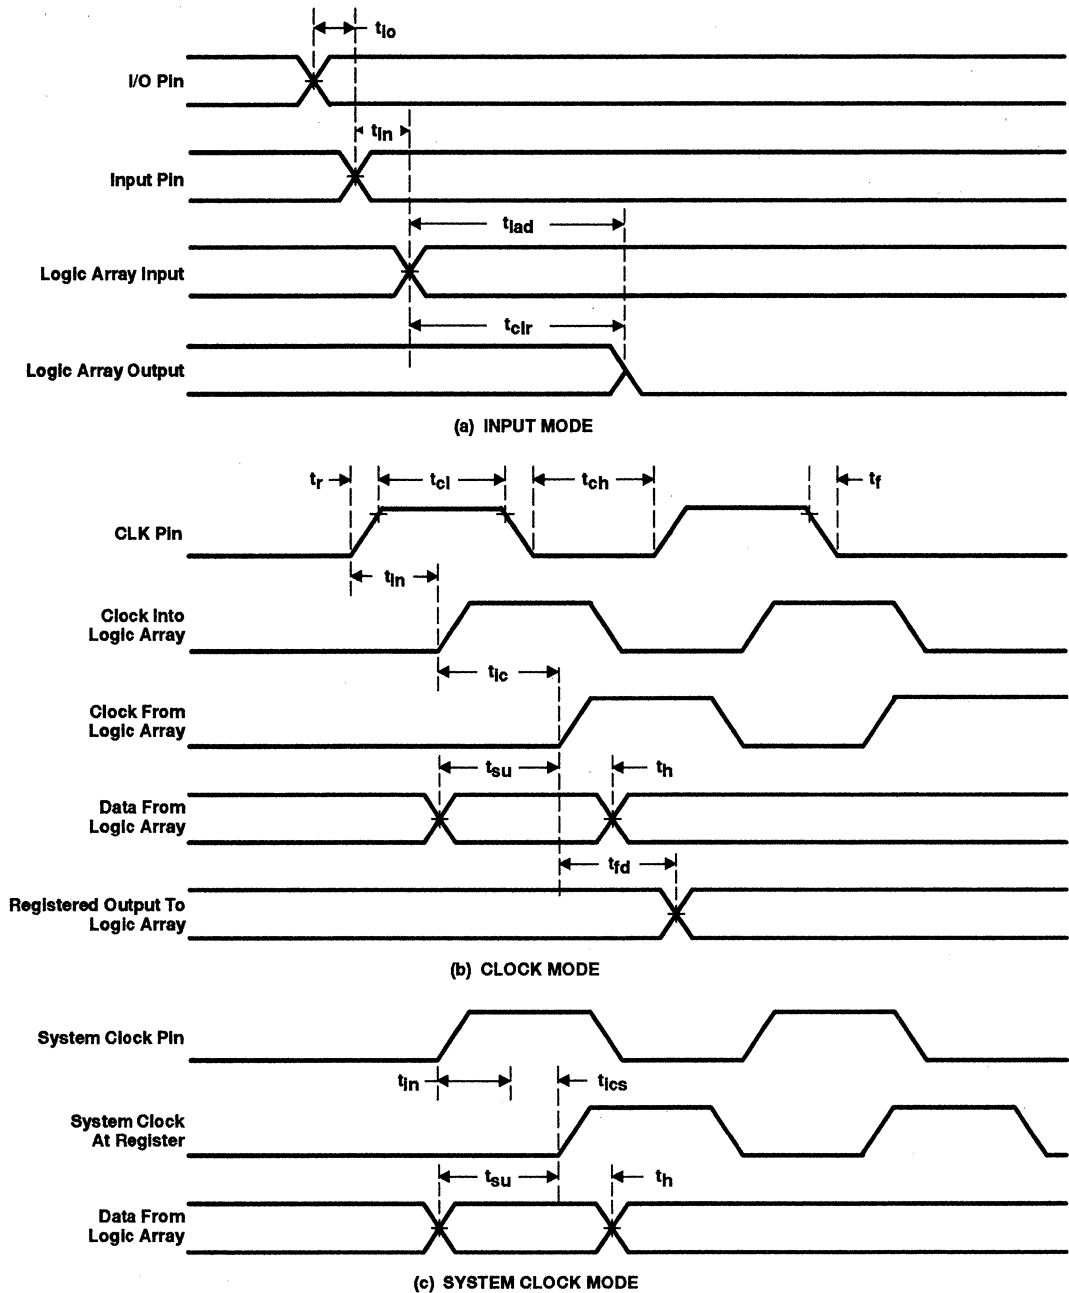 tio
I/O Pin
tin
Input Pin
tlad
Logic Array Input
tclr
Logic Array Output
(a) INPUT MODE
tr
tcl
tch
tf
CLK Pin
tin
Clock Into
Logic Array
tic
Clock From
Logic Array
tsu
th
Data From
Logic Array
tfd
Registered Output To
Logic Array
(b) CLOCK MODE
System Clock Pin
tin
tics
System Clock
At Register
tsu
th
Data From
Logic Array
(c) SYSTEM CLOCK MODE